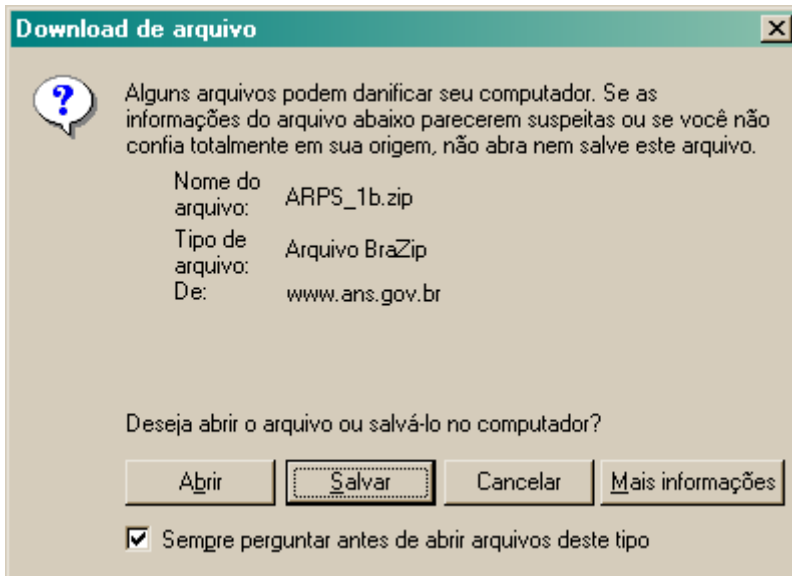 Download de arquivo
Alguns arquivos podem danificar seu computador. Se as
informações do arquivo abaixo parecerem suspeitas ou se você não
confia totalmente em sua origem, não abra nem salve este arquivo.
Nome do
arquivo: ARPS_1b.zip
Tipo de
arquivo: Arquivo BraZip
De: www.ans.gov.br
Deseja abrir o arquivo ou salvá-lo no computador?
Abrir Salvar Cancelar Mais informações
Sempre perguntar antes de abrir arquivos deste tipo